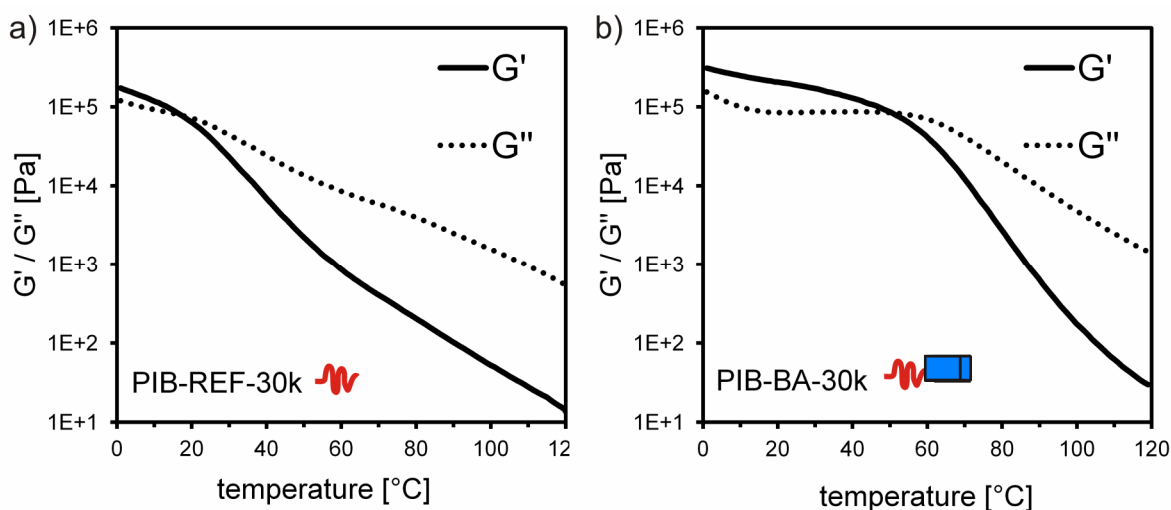 a)
G' / G'' [Pa]
1E+6
1E+5
1E+4
1E+3
1E+2
1E+1
G'
G''
PIB-REF-30k
0 20 40 60 80 100 12
temperature [°C]
b)
G' / G'' [Pa]
1E+6
1E+5
1E+4
1E+3
1E+2
1E+1
G'
G''
PIB-BA-30k
0 20 40 60 80 100 120
temperature [°C]